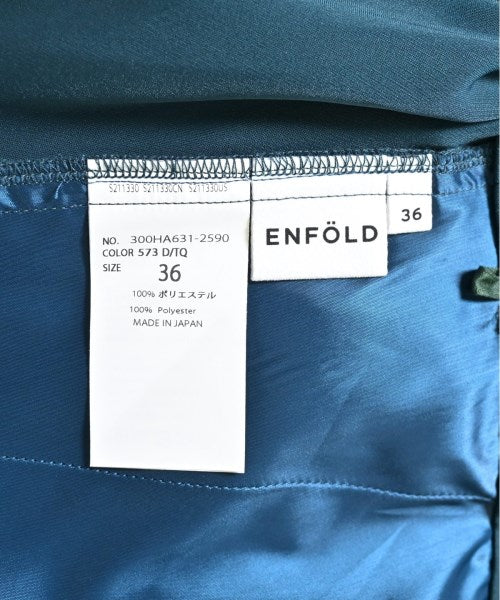 S211330 S211330CN S211330US
NO. 300HA631-2590
COLOR 573 D/TQ
SIZE 36
100% ポリエステル
100% Polyester
MADE IN JAPAN
ENFÖLD
36